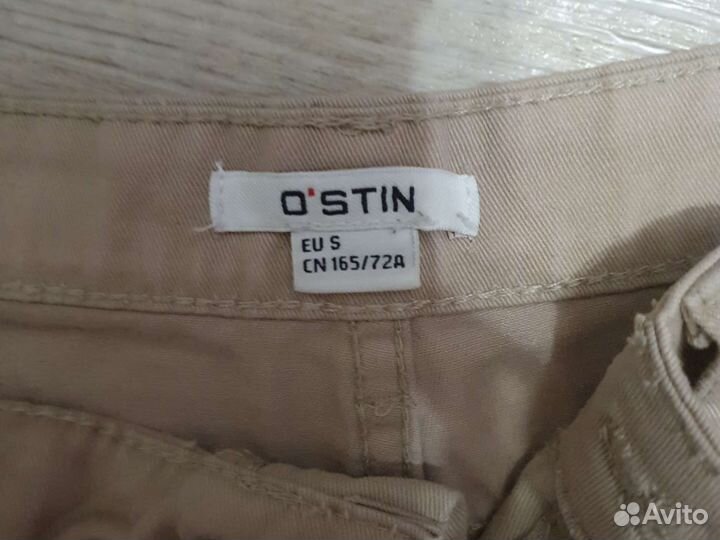 O'STIN
EU S
CN 165/72A
Avito